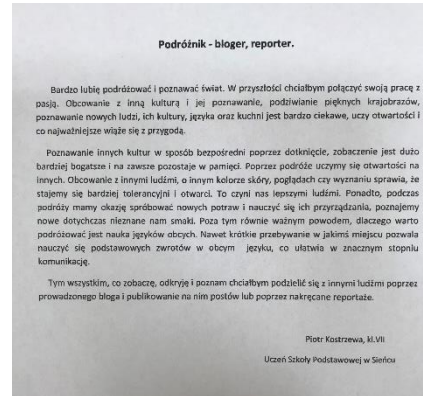 Podróżnik - bloger, reporter.
Bardzo lubię podróżować i poznawać świat. W przyszłości chciałbym połączyć swoją pracę z
pasją. Obcowanie z inną kulturą i jej poznawanie, podziwianie pięknych krajobrazów,
poznawanie nowych ludzi, ich kultury, języka oraz kuchni jest bardzo ciekawe, uczy otwartości i
co najważniejsze wiąże się z przygodą.
Poznawanie innych kultur w sposób bezpośredni poprzez dotknięcie, zobaczenie jest dużo
bardziej bogatsze i na zawsze pozostaje w pamięci. Poprzez podróże uczymy się otwartości na
innych. Obcowanie z innymi ludźmi, o innym kolorze skóry, poglądach czy wyznaniu sprawia, że
stajemy się bardziej tolerancyjni i otwarci. To czyni nas lepszymi ludźmi. Ponadto, podczas
podróży mamy okazję spróbować nowych potraw i nauczyć się ich przyrządzania, poznajemy
nowe dotychczas nieznane nam smaki. Poza tym równie ważnym powodem, dlaczego warto
podróżować jest nauka języków obcych. Nawet krótkie przebywanie w jakimś miejscu pozwala
nauczyć się podstawowych zwrotów w obcym języku, co ułatwia w znacznym stopniu
komunikację.
Tym wszystkim, co zobaczę, odkryję i poznam chciałbym podzielić się z innymi ludźmi poprzez
prowadzonego bloga i publikowanie na nim postów lub poprzez nakręcane reportaże.
Piotr Kostrzewa, kl.VII
Uczeń Szkoły Podstawowej w Sieńcu